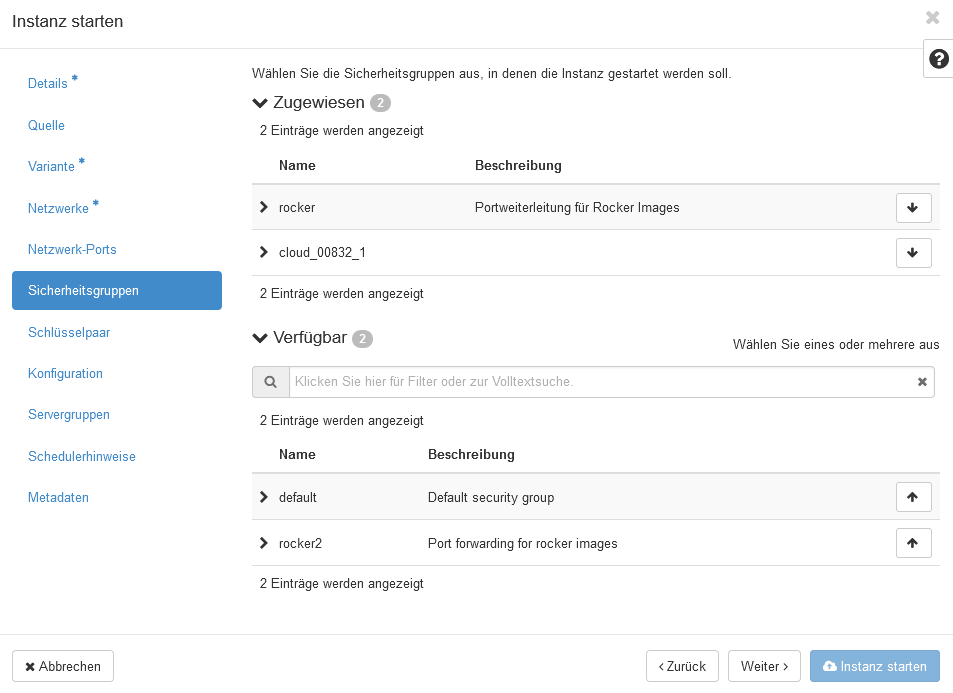 Instanz starten
Details *
Quelle
Variante *
Netzwerke *
Netzwerk-Ports
Sicherheitsgruppen
Schlüsselpaar
Konfiguration
Servergruppen
Schedulerhinweise
Metadaten
Wählen Sie die Sicherheitsgruppen aus, in denen die Instanz gestartet werden soll.
Zugewiesen 2
2 Einträge werden angezeigt
Name Beschreibung
rocker Portweiterleitung für Rocker Images
cloud_00832_1
2 Einträge werden angezeigt
Verfügbar 2
Wählen Sie eines oder mehrere aus
Klicken Sie hier für Filter oder zur Volltextsuche.
2 Einträge werden angezeigt
Name Beschreibung
default Default security group
rocker2 Port forwarding for rocker images
2 Einträge werden angezeigt
Abbrechen
‹ Zurück
Weiter ›
Instanz starten